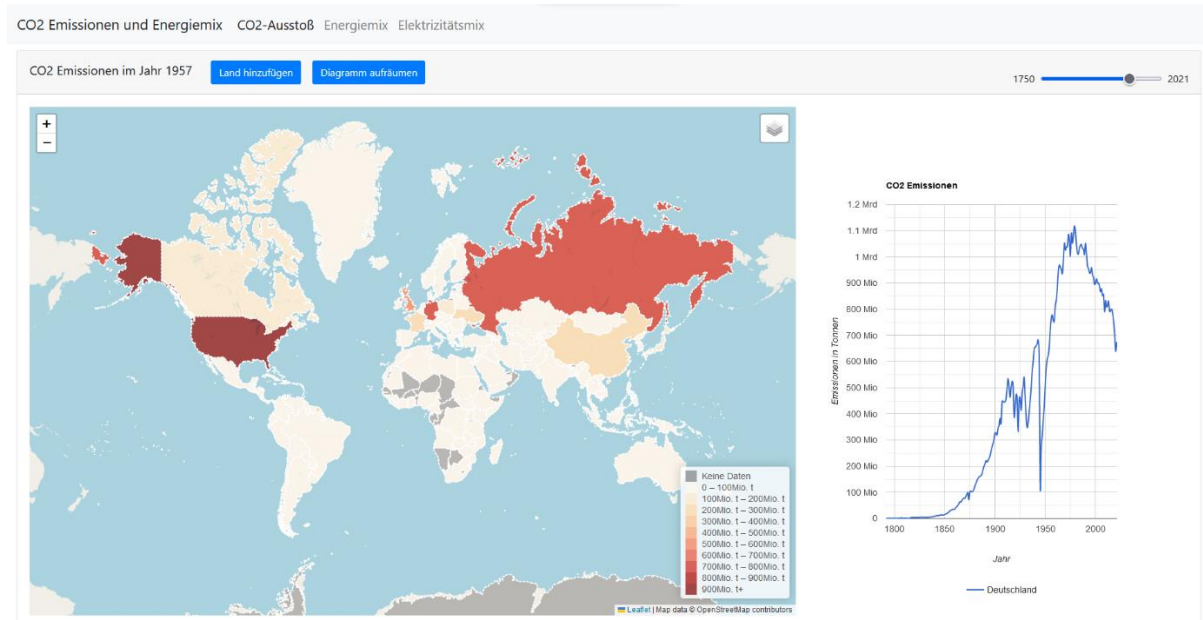 CO2 Emissionen und Energiemix CO2-Ausstoß Energiemix Elektrizitätsmix
CO2 Emissionen im Jahr 1957 Land hinzufügen Diagramm aufräumen 1750 2021
+
−
Keine Daten
0 – 100Mio. t
100Mio. t – 200Mio. t
200Mio. t – 300Mio. t
300Mio. t – 400Mio. t
400Mio. t – 500Mio. t
500Mio. t – 600Mio. t
600Mio. t – 700Mio. t
700Mio. t – 800Mio. t
800Mio. t – 900Mio. t
900Mio. t+
Leaflet | Map data © OpenStreetMap contributors
CO2 Emissionen
1.2 Mrd
1.1 Mrd
1 Mrd
900 Mio
800 Mio
700 Mio
600 Mio
500 Mio
400 Mio
300 Mio
200 Mio
100 Mio
0
Emissionen in Tonnen
1800 1850 1900 1950 2000
Jahr
Deutschland